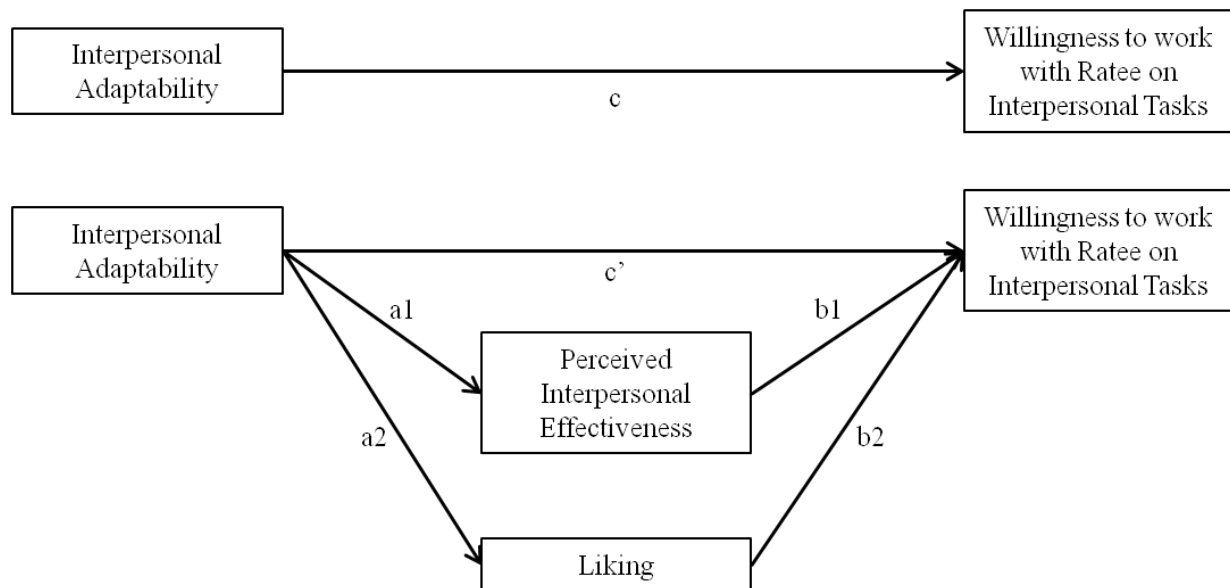 Interpersonal
Adaptability
c
Willingness to work
with Ratee on
Interpersonal Tasks
Interpersonal
Adaptability
c’
Willingness to work
with Ratee on
Interpersonal Tasks
a1
b1
Perceived
Interpersonal
Effectiveness
a2
b2
Liking